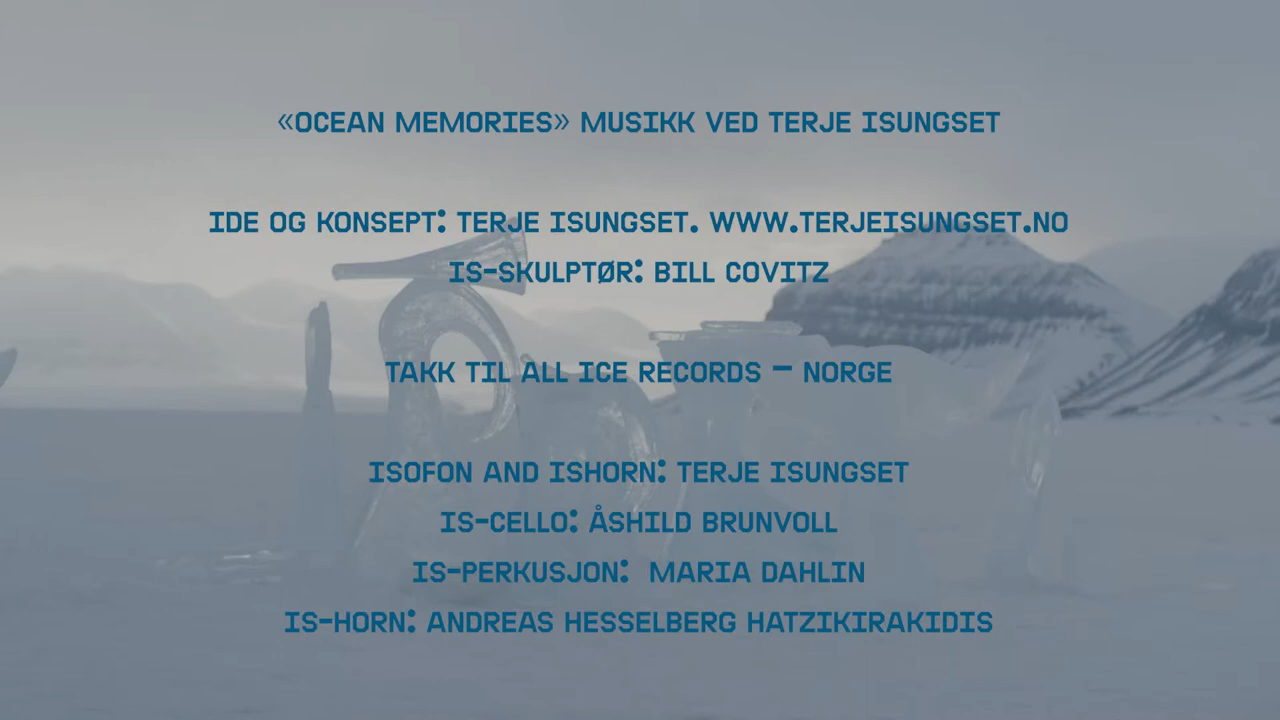 «OCEAN MEMORIES» MUSIKK VED TERJE ISUNGSET
IDE OG KONSEPT: TERJE ISUNGSET. WWW.TERJEISUNGSET.NO
IS-SKULPTØR: BILL COVITZ
TAKK TIL ALL ICE RECORDS – NORGE
ISOFON AND ISHORN: TERJE ISUNGSET
IS-CELLO: ÅSHILD BRUNVOLL
IS-PERKUSJON: MARIA DAHLIN
IS-HORN: ANDREAS HESSELBERG HATZIKIRAKIDIS